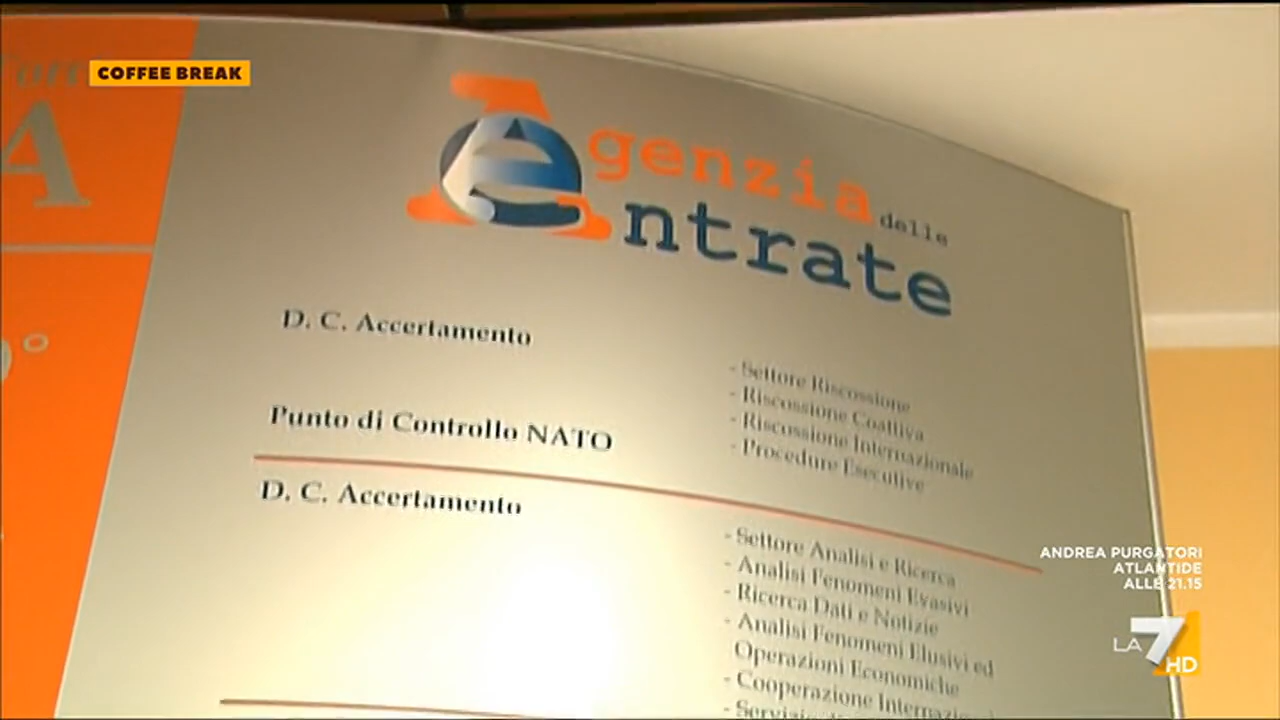 COFFEE BREAK
A
Agenzia
delle
Entrate
D. C. Accertamento
- Settore Riscossione
- Riscossione Coattiva
- Riscossione Internazionale
- Procedure Esecutive
Punto di Controllo NATO
D. C. Accertamento
- Settore Analisi e Ricerca
- Analisi Fenomeni Evasivi
- Ricerca Dati e Notizie
- Analisi Fenomeni Elusivi ed
Operazioni Economiche
- Cooperazione
ANDREA PURGATORI
ATLANTIDE
ALLE 21.15
LA 7 HD